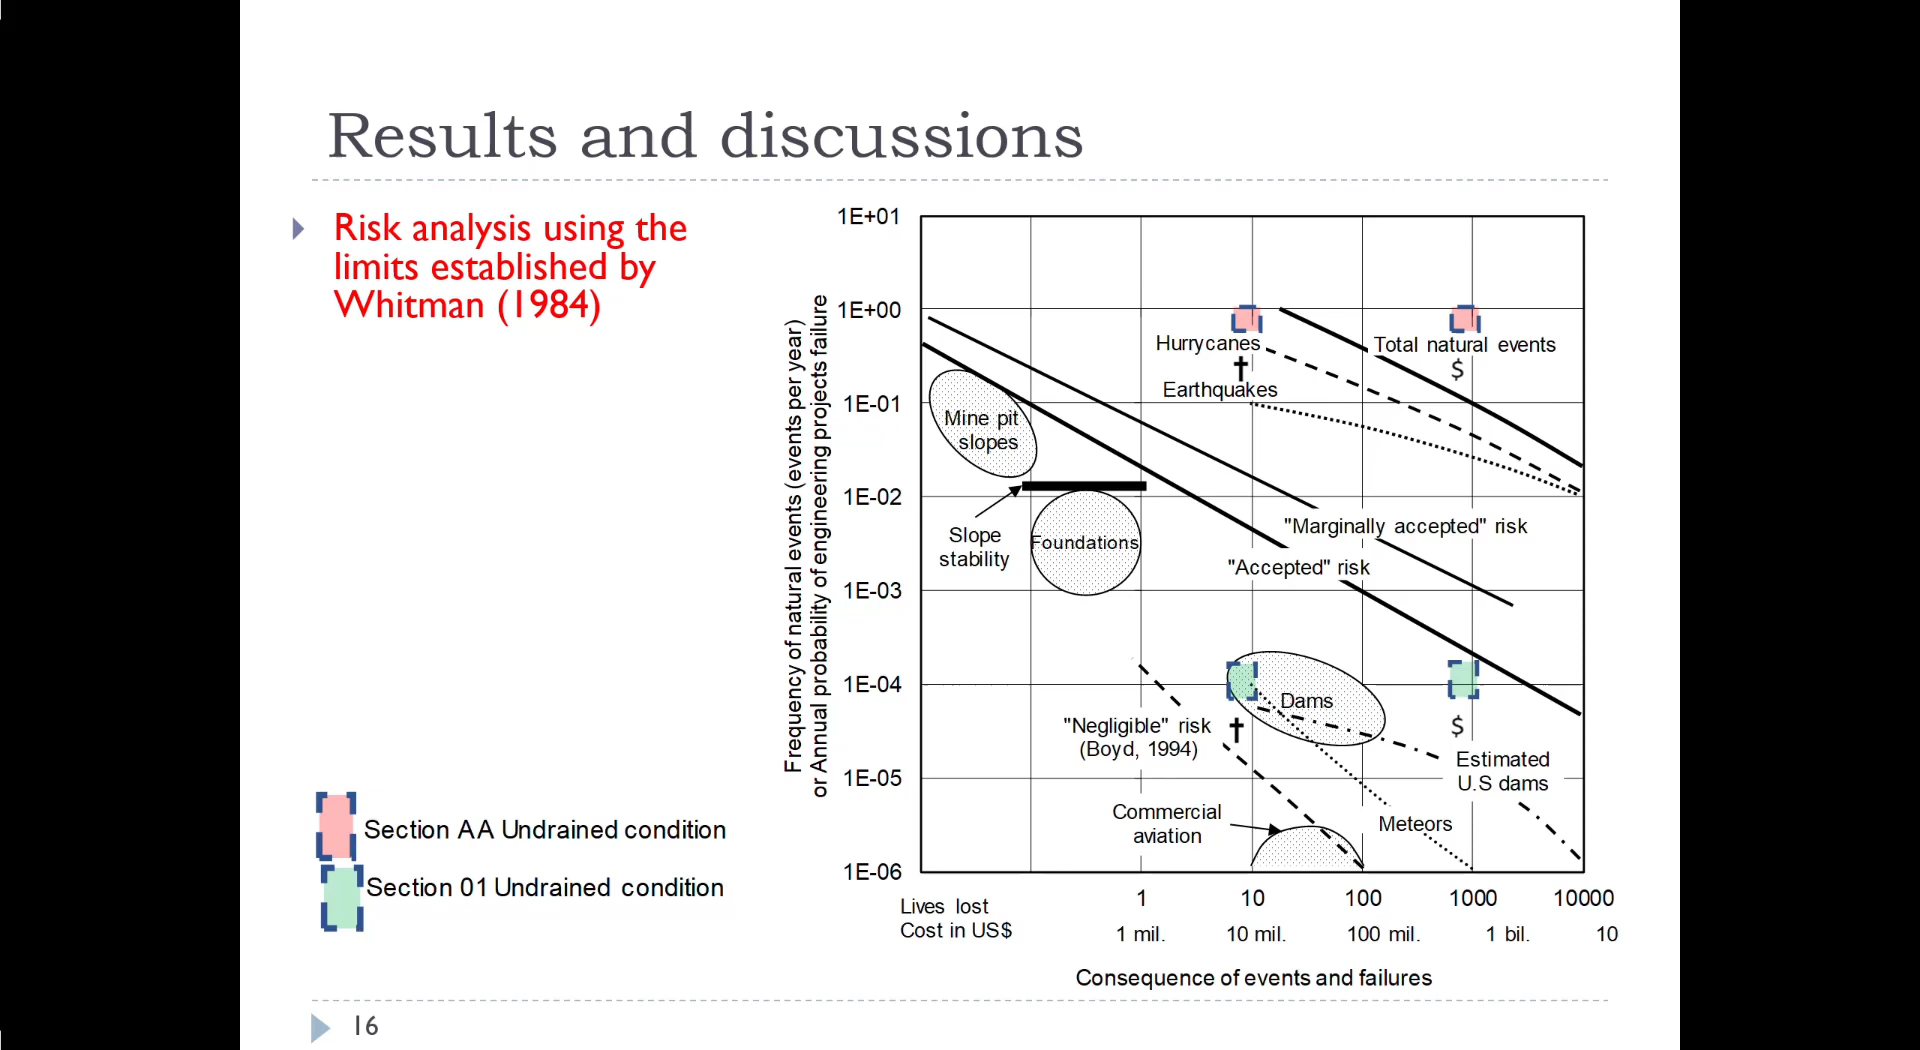 Results and discussions
Risk analysis using the
limits established by
Whitman (1984)
Section AA Undrained condition
Section 01 Undrained condition
Frequency of natural events (events per year)
or Annual probability of engineering projects failure
1E+01
1E+00
1E-01
1E-02
1E-03
1E-04
1E-05
1E-06
Hurrycanes
†
Earthquakes
Total natural events
$
Mine pit
slopes
Slope
stability
Foundations
"Marginally accepted" risk
"Accepted" risk
Dams
"Negligible" risk
(Boyd, 1994)
†
$
Estimated
U.S dams
Commercial
aviation
Meteors
Lives lost
1
10
100
1000
10000
Cost in US$
1 mil.
10 mil.
100 mil.
1 bil.
10
Consequence of events and failures
16